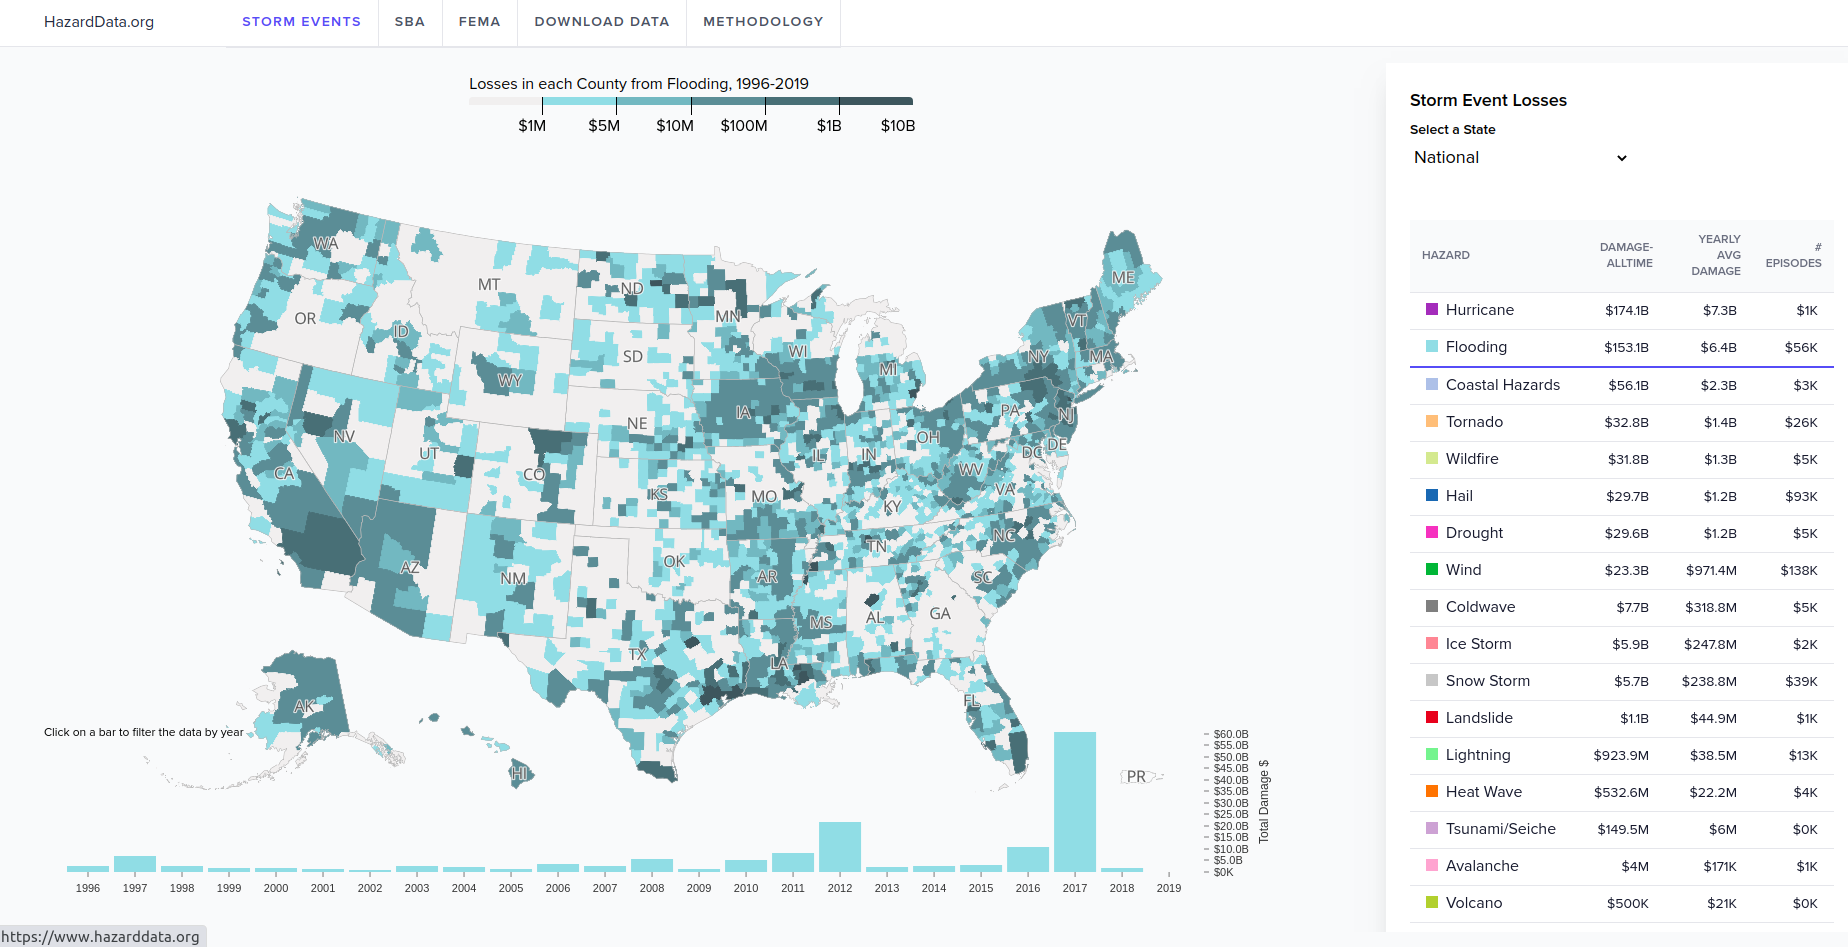 HazardData.org
STORM EVENTS
SBA
FEMA
DOWNLOAD DATA
METHODOLOGY
Losses in each County from Flooding, 1996-2019
$1M $5M $10M $100M $1B $10B
WA
MT
ND
MN
ME
OR
ID
SD
WI
VT
WY
MI
NY
MA
NE
IA
PA
NJ
NV
UT
CO
IL
IN
OH
DE
DC
CA
KS
MO
WV
VA
KY
AZ
NM
OK
AR
TN
NC
SC
MS
AL
GA
TX
LA
FL
AK
HI
PR
Click on a bar to filter the data by year
$60.0B
$55.0B
$50.0B
$45.0B
$40.0B
$35.0B
$30.0B
$25.0B
$20.0B
$15.0B
$10.0B
$5.0B
$0K
Total Damage $
1996 1997 1998 1999 2000 2001 2002 2003 2004 2005 2006 2007 2008 2009 2010 2011 2012 2013 2014 2015 2016 2017 2018 2019
Storm Event Losses
Select a State
National
HAZARD
DAMAGE-
ALLTIME
YEARLY
AVG
DAMAGE
#
EPISODES
Hurricane $174.1B $7.3B $1K
Flooding $153.1B $6.4B $56K
Coastal Hazards $56.1B $2.3B $3K
Tornado $32.8B $1.4B $26K
Wildfire $31.8B $1.3B $5K
Hail $29.7B $1.2B $93K
Drought $29.6B $1.2B $5K
Wind $23.3B $971.4M $138K
Coldwave $7.7B $318.8M $5K
Ice Storm $5.9B $247.8M $2K
Snow Storm $5.7B $238.8M $39K
Landslide $1.1B $44.9M $1K
Lightning $923.9M $38.5M $13K
Heat Wave $532.6M $22.2M $4K
Tsunami/Seiche $149.5M $6M $0K
Avalanche $4M $171K $1K
Volcano $500K $21K $0K
https://www.hazarddata.org